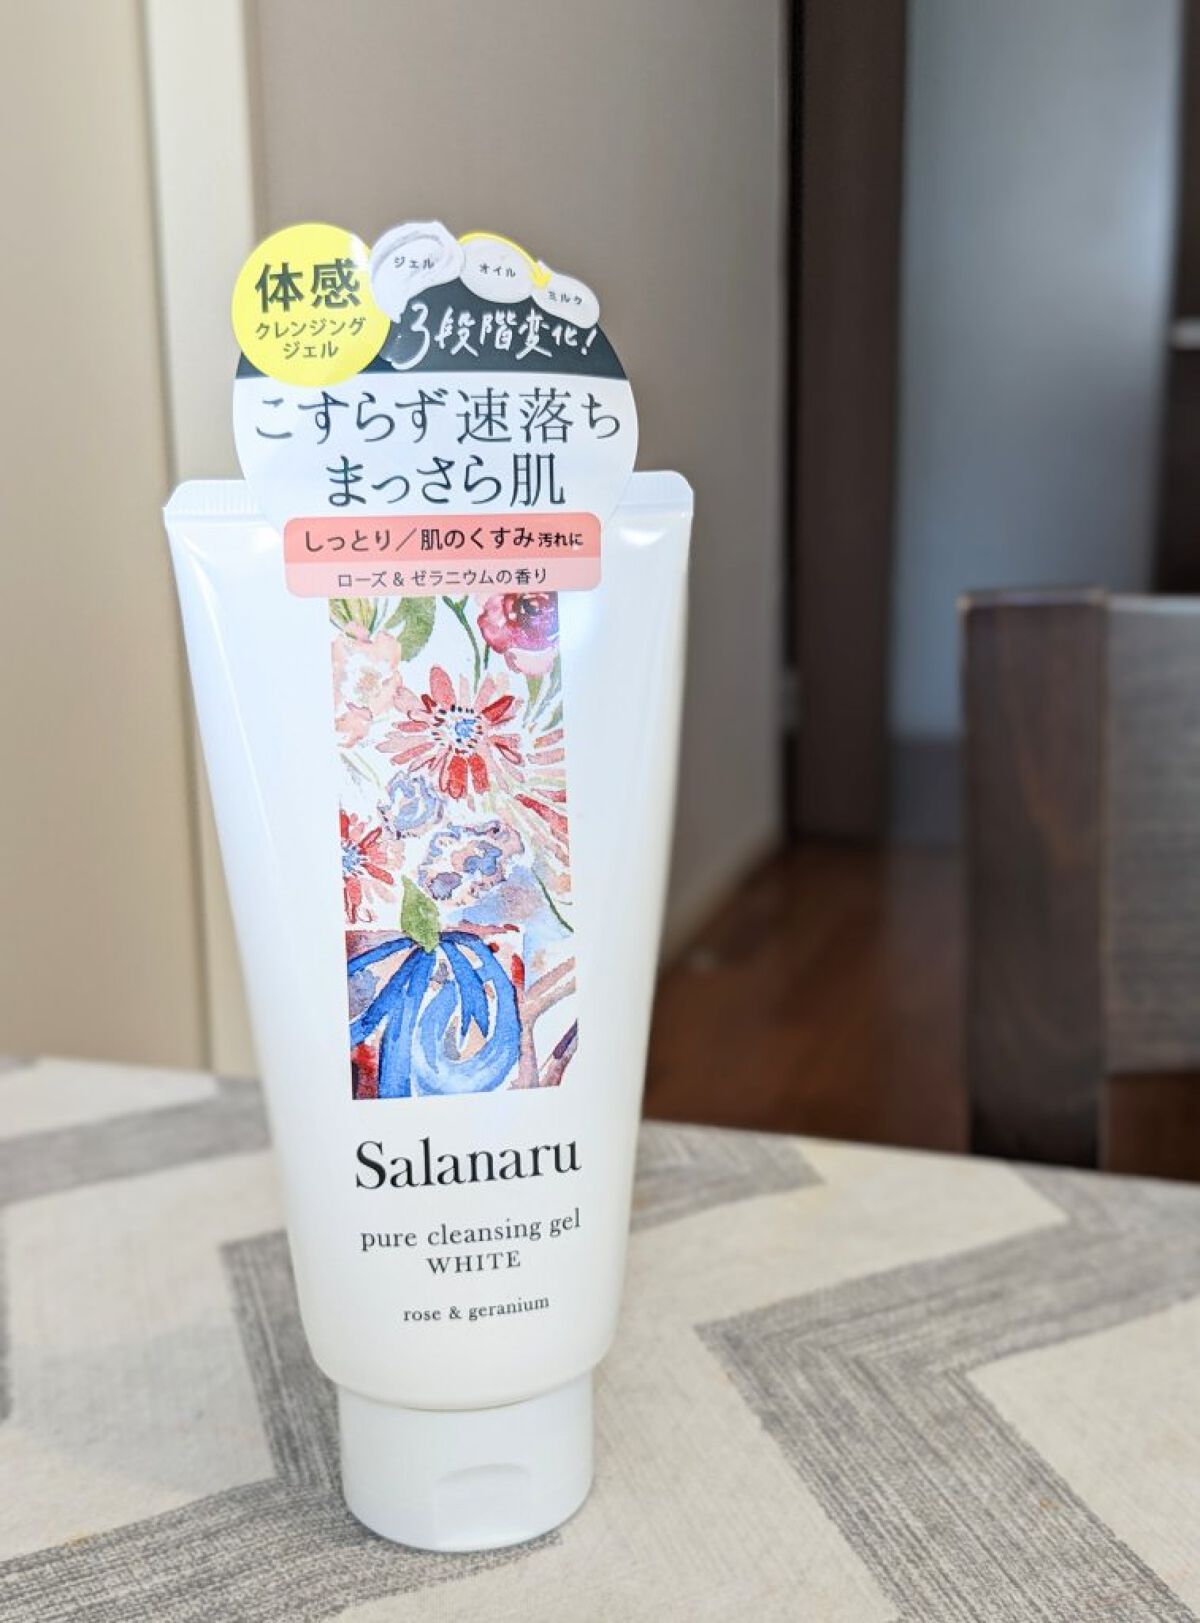 体感
クレンジング
ジェル
ジェル
オイル
ミルク
3段階変化!
こすらず速落ち
まっさら肌
しっとり／肌のくすみ汚れに
ローズ & ゼラニウムの香り
Salanaru
pure cleansing gel
WHITE
rose & geranium